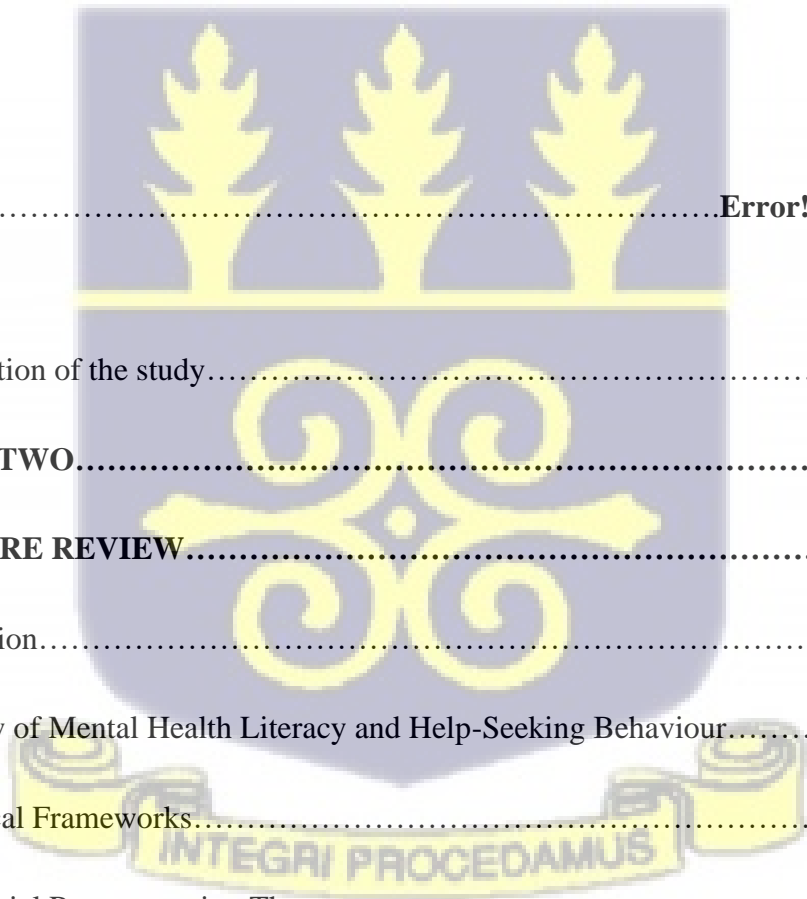 ……………………………………………………………….Error!
tion of the study……………………………………………………
TWO……………………………………………………………
RE REVIEW……………………………………………………
ion……………………………………………………………………
y of Mental Health Literacy and Help-Seeking Behaviour………
cal Frameworks……………………………………………………
INTEGRI PROCEDAMUS